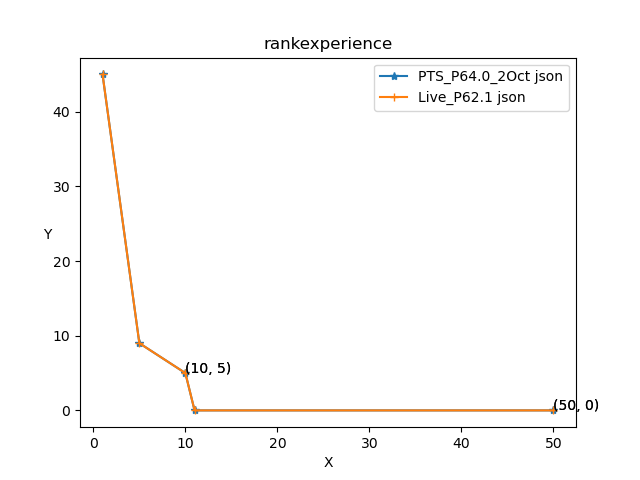 rankexperience
PTS_P64.0_2Oct json
Live_P62.1 json
40
30
Y
20
10
(10, 5)
0
(50, 0)
0 10 20 30 40 50
X